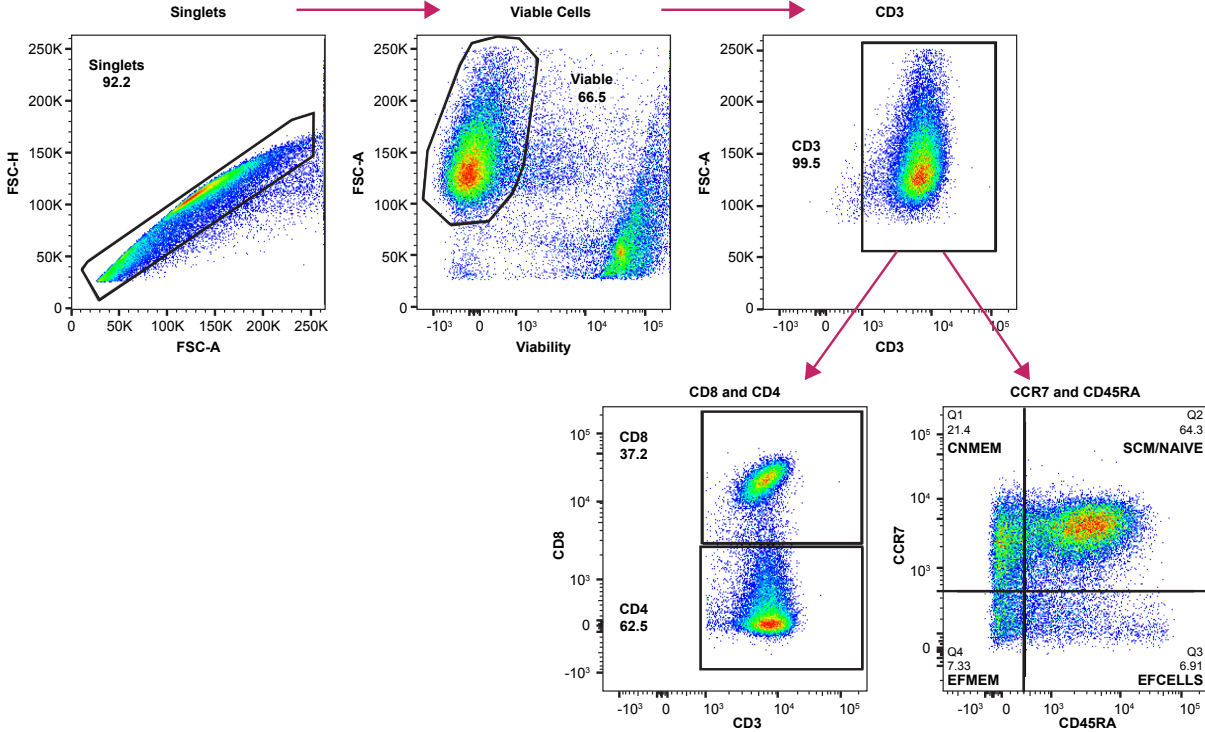 Singlets
Viable Cells
CD3
250K
200K
150K
100K
50K
0
FSC-H
Singlets
92.2
0
50K
100K
150K
200K
250K
FSC-A
250K
200K
150K
100K
50K
0
FSC-A
Viable
66.5
-10³
0
10³
10⁴
10⁵
Viability
250K
200K
150K
100K
50K
0
FSC-A
CD3
99.5
-10³
0
10³
10⁴
10⁵
CD3
CD8 and CD4
10⁵
10⁴
10³
0
-10³
CD8
CD8
37.2
CD4
62.5
-10³
0
10³
10⁴
10⁵
CD3
CCR7 and CD45RA
10⁵
10⁴
10³
0
CCR7
Q1
21.4
CNMEM
Q2
64.3
SCM/NAIVE
Q4
7.33
EFMEM
Q3
6.91
EFCELLS
-10³
0
10³
10⁴
10⁵
CD45RA